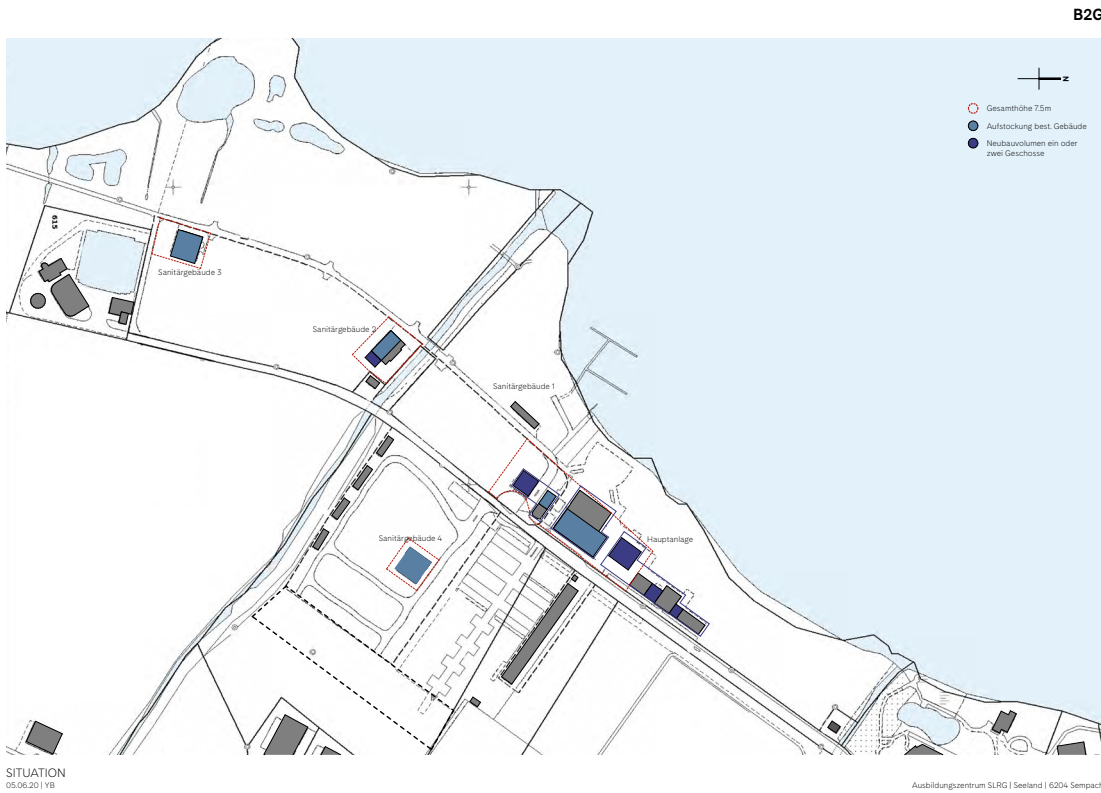 B2G
N
Gesamthöhe 7.5m
Aufstockung best. Gebäude
Neubauvolumen ein oder
zwei Geschosse
615
Sanitärgebäude 3
Sanitärgebäude 2
Sanitärgebäude 1
Sanitärgebäude 4
Hauptanlage
SITUATION
05.06.20 | YB
Ausbildungszentrum SLRG | Seeland | 6204 Sempach